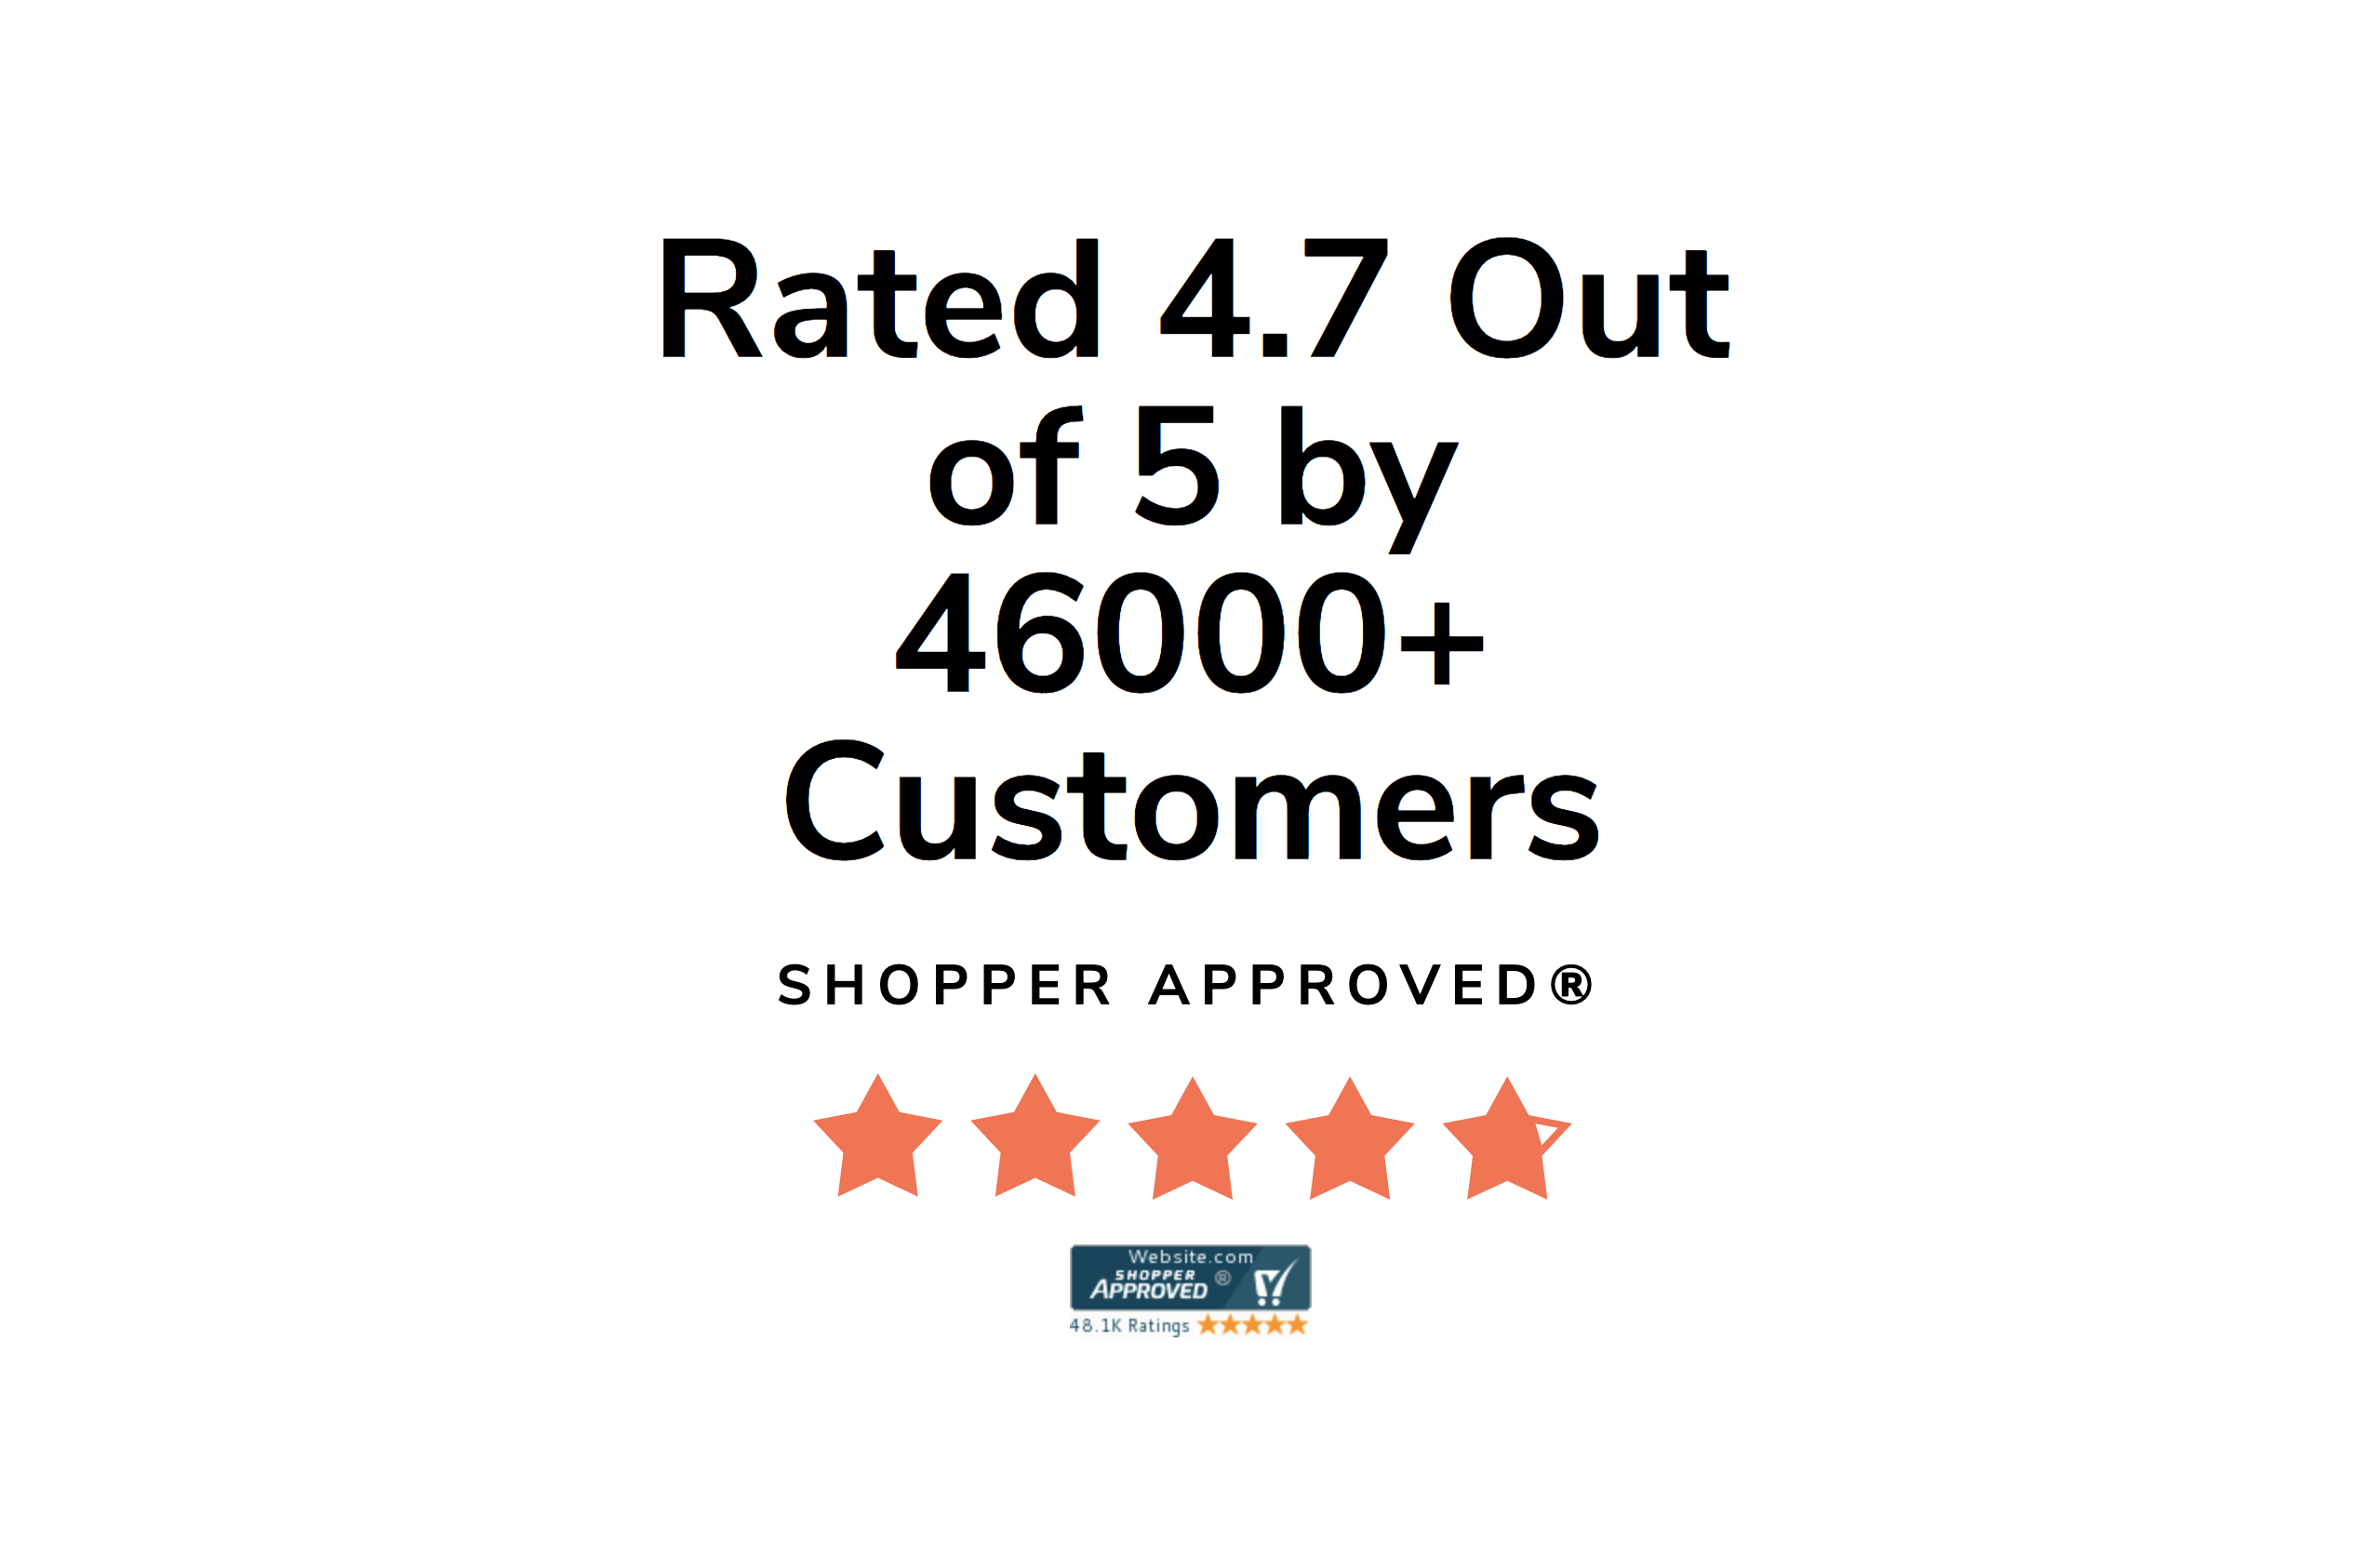 Rated 4.7 Out
of 5 by
46000+
Customers
SHOPPER APPROVED®
Website.com
SHOPPER
APPROVED ®
48.1K Ratings